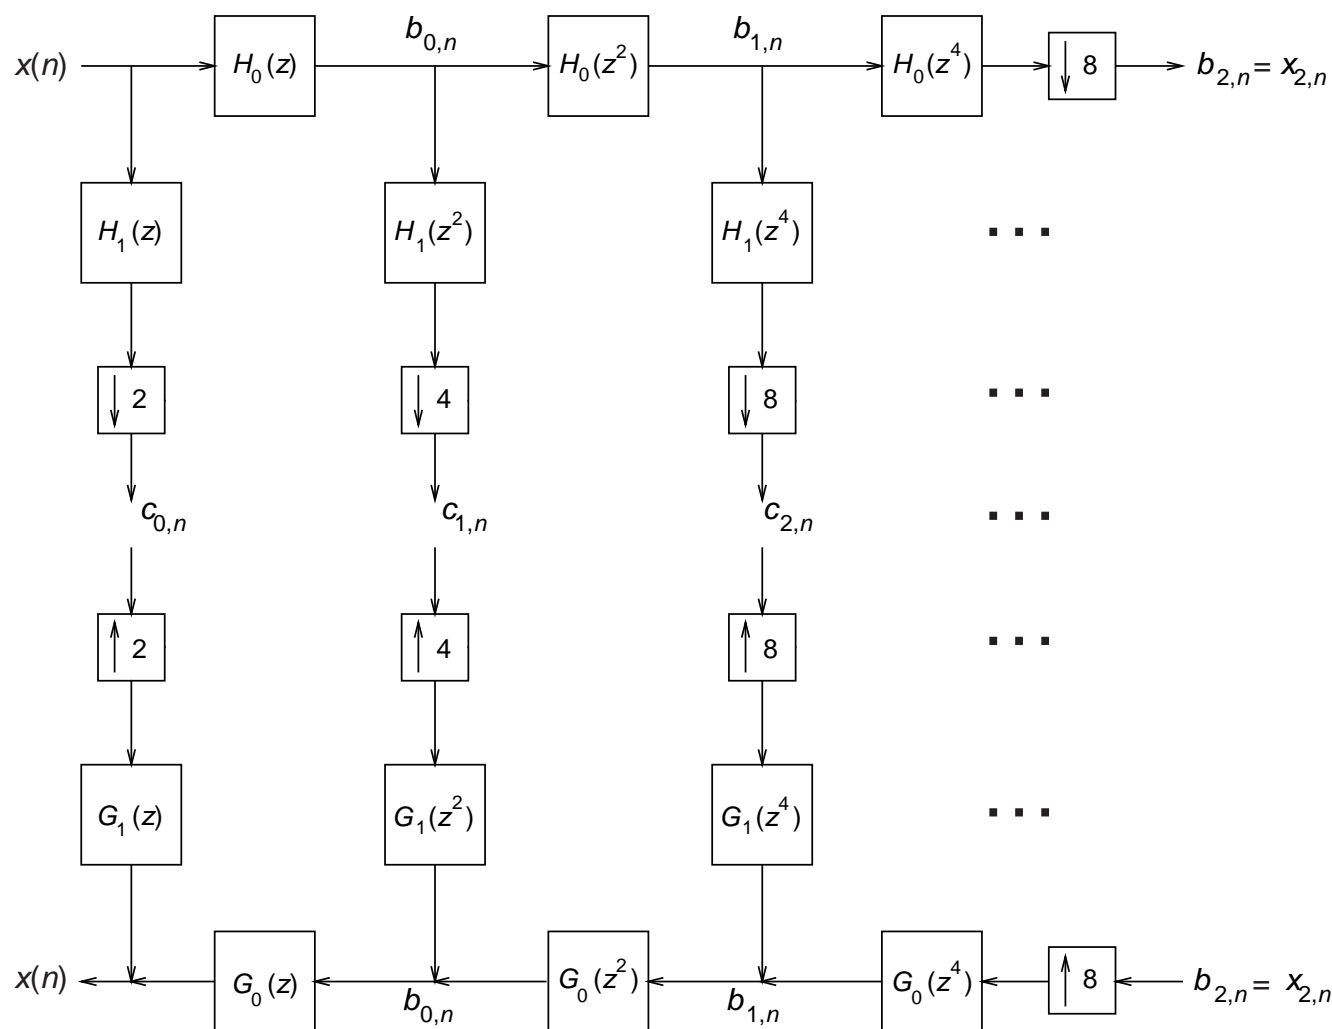 x(n) H₀(z) b₀,ₙ H₀(z²) b₁,ₙ H₀(z⁴) ↓ 8 b₂,ₙ = x₂,ₙ
H₁(z) H₁(z²) H₁(z⁴) . . .
↓ 2 ↓ 4 ↓ 8 . . .
c₀,ₙ c₁,ₙ c₂,ₙ . . .
↑ 2 ↑ 4 ↑ 8 . . .
G₁(z) G₁(z²) G₁(z⁴) . . .
x(n) G₀(z) b₀,ₙ G₀(z²) b₁,ₙ G₀(z⁴) ↑ 8 b₂,ₙ = x₂,ₙ